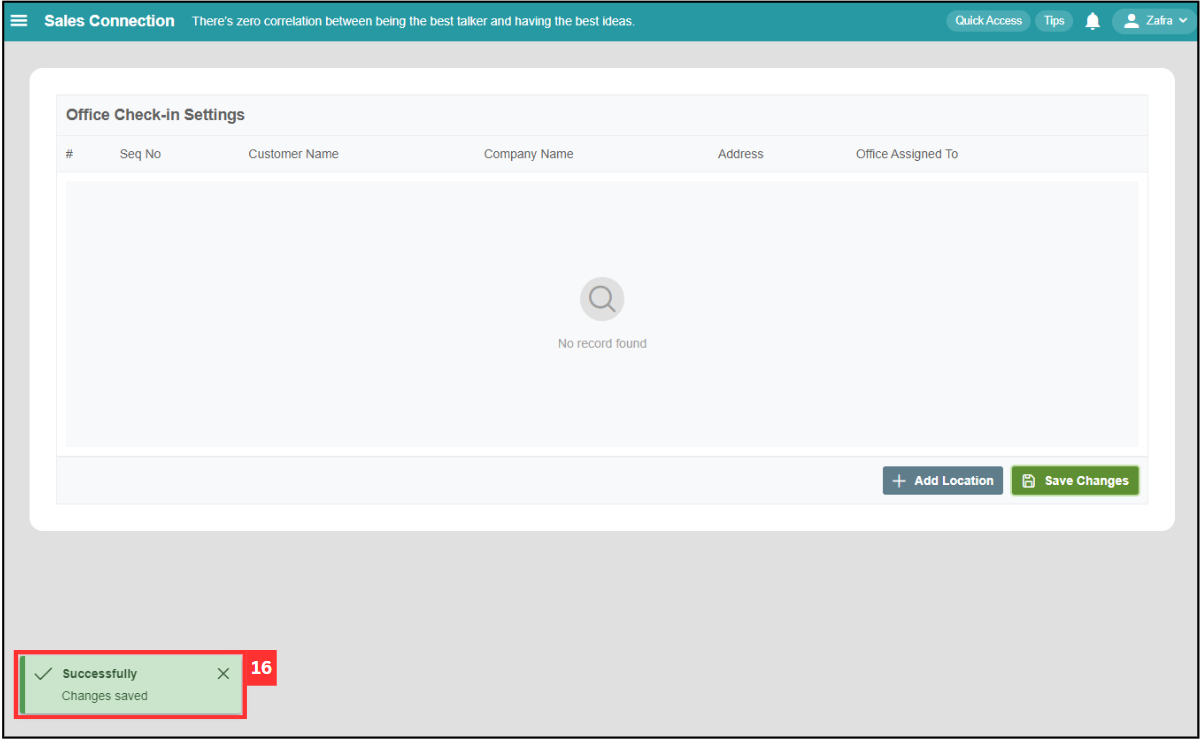 Sales Connection There's zero correlation between being the best talker and having the best ideas. Quick Access Tips Zafra
Office Check-in Settings
# Seq No Customer Name Company Name Address Office Assigned To
No record found
Add Location Save Changes
Successfully 16
Changes saved